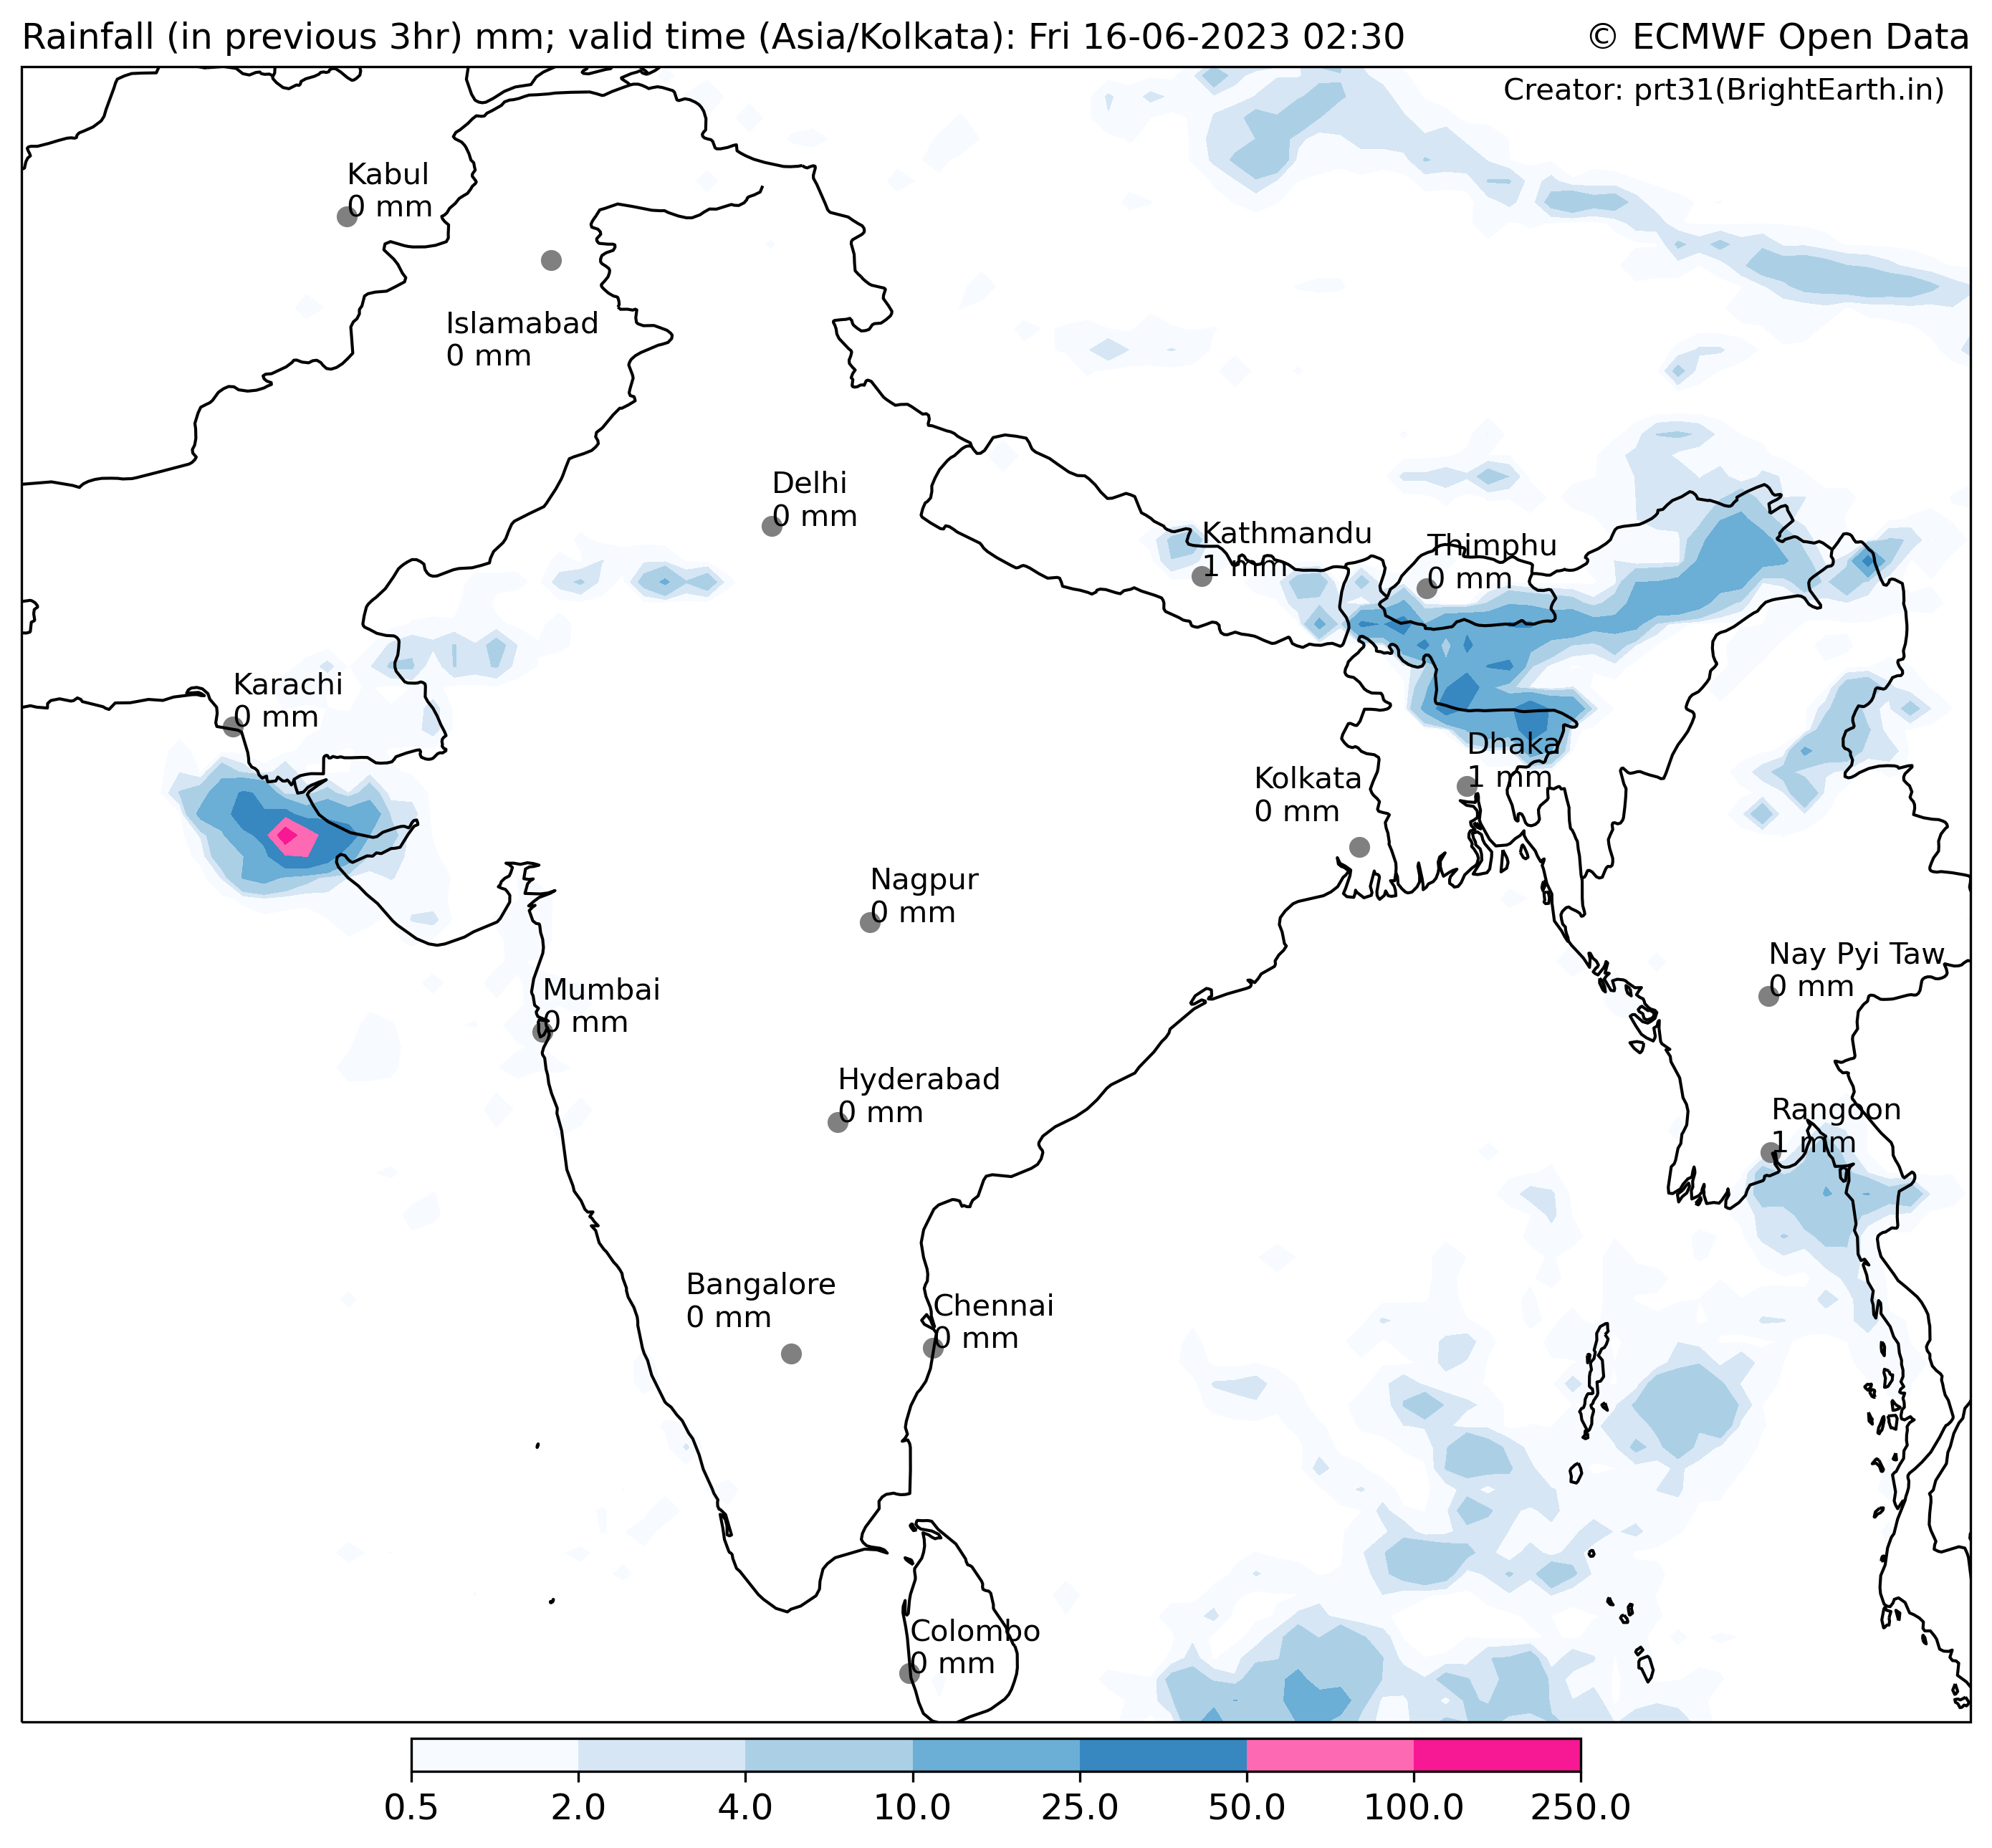 Rainfall (in previous 3hr) mm; valid time (Asia/Kolkata): Fri 16-06-2023 02:30
© ECMWF Open Data
Creator: prt31(BrightEarth.in)
Kabul
0 mm
Islamabad
0 mm
Delhi
0 mm
Kathmandu
1 mm
Thimphu
0 mm
Karachi
0 mm
Dhaka
1 mm
Kolkata
0 mm
Nagpur
0 mm
Nay Pyi Taw
0 mm
Mumbai
0 mm
Hyderabad
0 mm
Rangoon
1 mm
Bangalore
0 mm
Chennai
0 mm
Colombo
0 mm
0.5 2.0 4.0 10.0 25.0 50.0 100.0 250.0